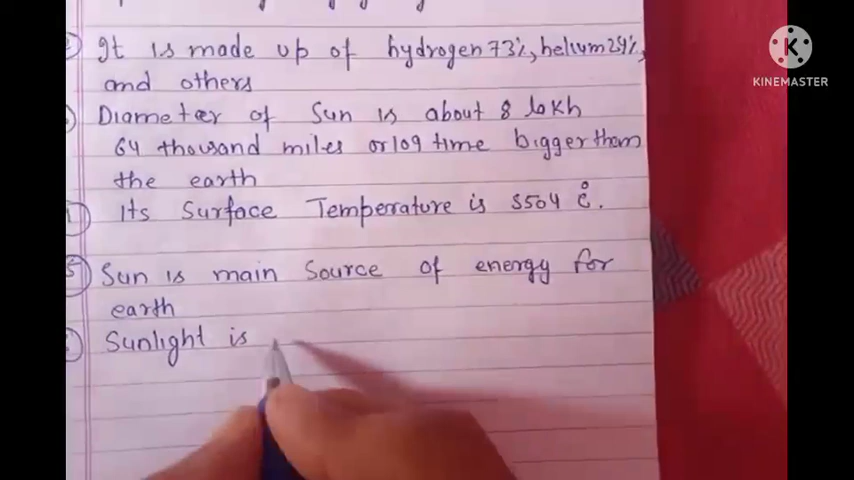 It is made up of hydrogen 73%, helium 24%,
and others
Diameter of Sun is about 8 lakh
64 thousand miles or 109 time bigger them
the earth
Its Surface Temperature is 5504 °C.
5 Sun is main Source of energy for
earth
Sunlight is
K
KINEMASTER